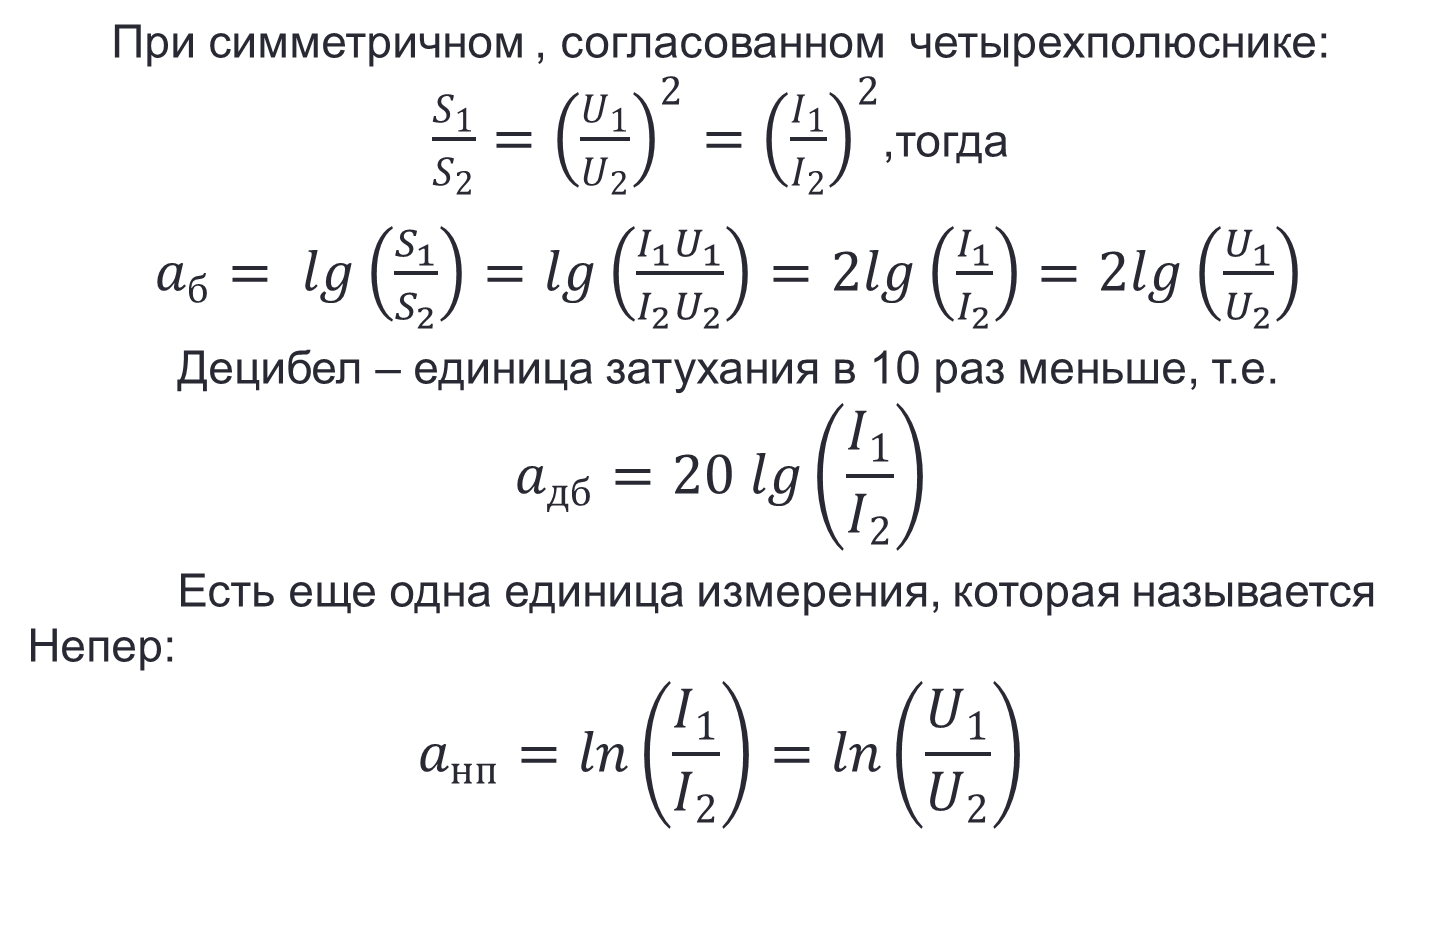 При симметричном , согласованном четырехполюснике:
S₁/S₂ = (U₁/U₂)² = (I₁/I₂)² ,тогда
a_б = lg (S₁/S₂) = lg (I₁U₁/I₂U₂) = 2lg (I₁/I₂) = 2lg (U₁/U₂)
Децибел – единица затухания в 10 раз меньше, т.е.
a_дб = 20 lg (I₁/I₂)
Есть еще одна единица измерения, которая называется
Непер:
a_нп = ln (I₁/I₂) = ln (U₁/U₂)